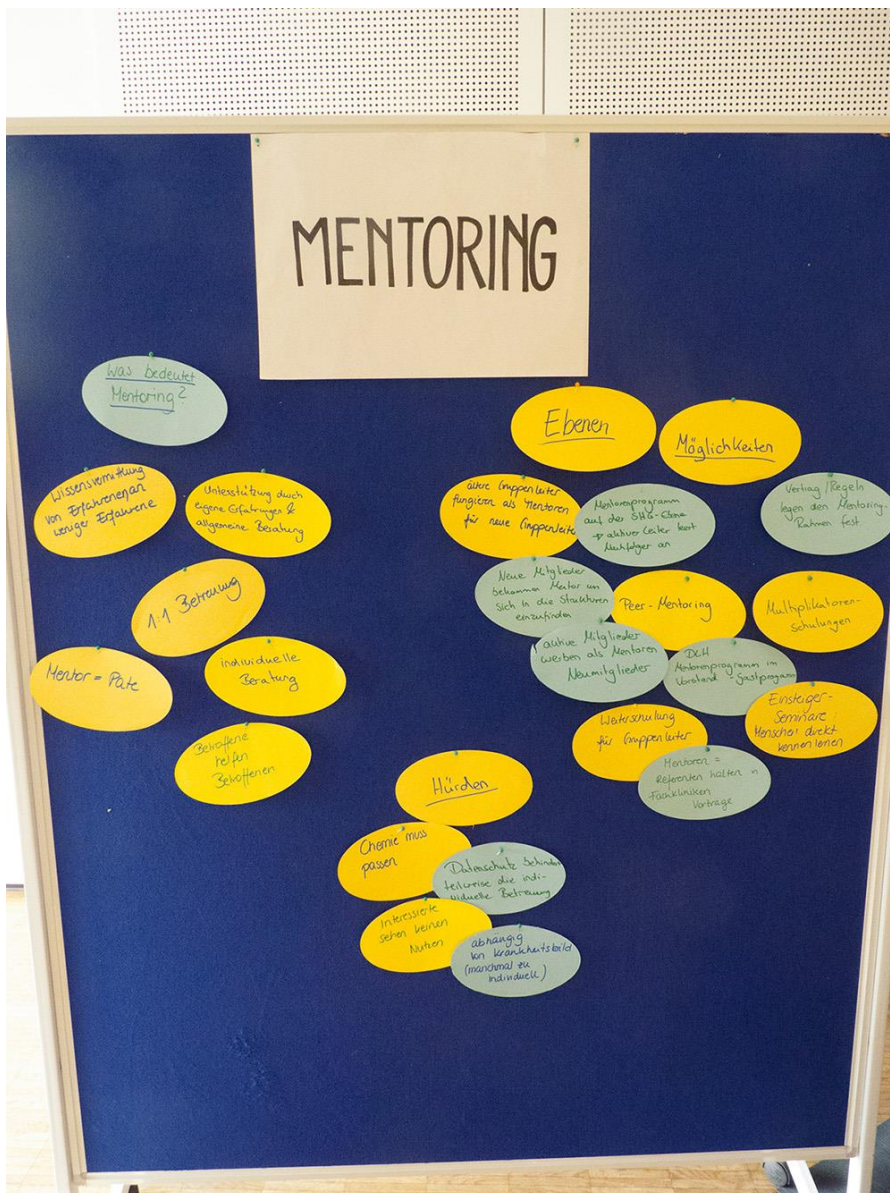 MENTORING
Was bedeutet
Mentoring?
Wissensvermittlung
von Erfahrenen an
weniger Erfahrene
Unterstützung durch
eigene Erfahrungen &
allgemeine Beratung
1:1 Betreuung
Mentor = Pate
individuelle
Beratung
Betroffene
helfen
Betroffenen
Ebenen
Möglichkeiten
ältere Gruppenleiter
fungieren als Mentoren
für neue Gruppenleiter
Mentorenprogramm
auf der SHG-Ebene
→ aktiver Leiter lernt
Nachfolger an
Vertrag/Regeln
legen den Mentoring-
Rahmen fest
Neue Mitglieder
bekommen Mentor um
sich in die Strukturen
einzufinden
Peer-Mentoring
Multiplikatoren-
schulungen
aktive Mitglieder
werben als Mentoren
Neumitglieder
DCH
Mentorenprogramm im
Vorstand - Gastprogramm
Einsteiger-
Seminare:
Menschen direkt
kennenlernen
Weiterschulung
für Gruppenleiter
Mentoren =
Referenten halten in
Fachkliniken
Vorträge
Hürden
Chemie muss
passen
Datenschutz behindert
teilweise die indi-
viduelle Betreuung
Interessierte
sehen keinen
Nutzen
abhängig
von Krankheitsbild
(manchmal zu
individuell)